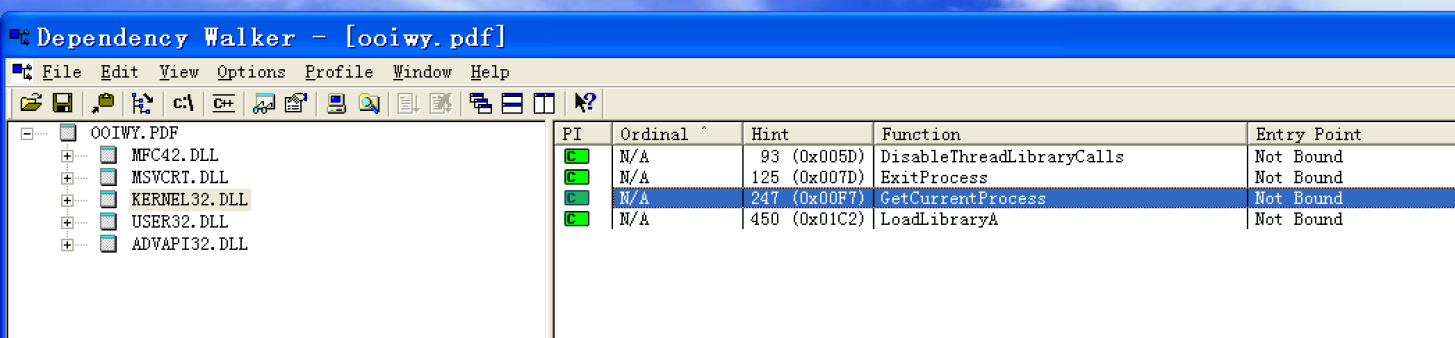 Dependency Walker - [ooiwy.pdf]
File Edit View Options Profile Window Help
c:\ C++
OOIWY.PDF
MFC42.DLL
MSVCRT.DLL
KERNEL32.DLL
USER32.DLL
ADVAPI32.DLL
PI Ordinal ^ Hint Function Entry Point
C N/A 93 (0x005D) DisableThreadLibraryCalls Not Bound
C N/A 125 (0x007D) ExitProcess Not Bound
C N/A 247 (0x00F7) GetCurrentProcess Not Bound
C N/A 450 (0x01C2) LoadLibraryA Not Bound